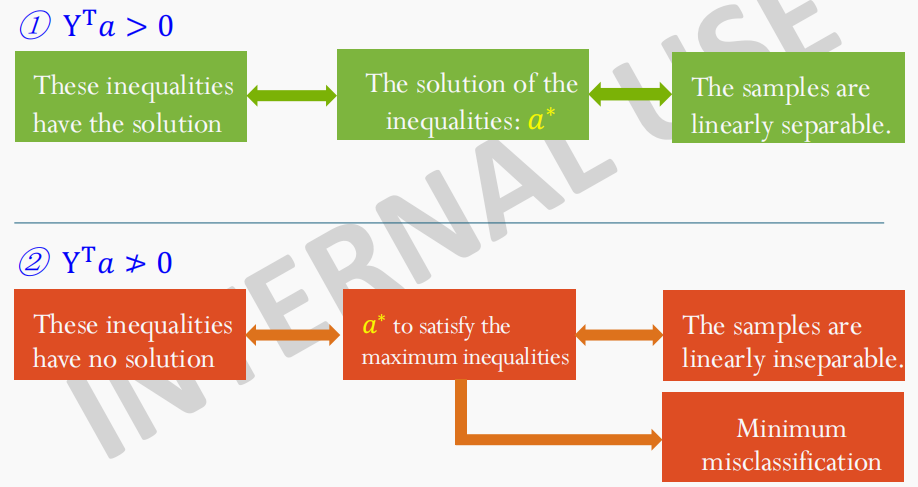 ① Yᵀa > 0
These inequalities
have the solution
The solution of the
inequalities: a*
The samples are
linearly separable.
② Yᵀa ≯ 0
These inequalities
have no solution
a* to satisfy the
maximum inequalities
The samples are
linearly inseparable.
Minimum
misclassification
INTERNAL USE